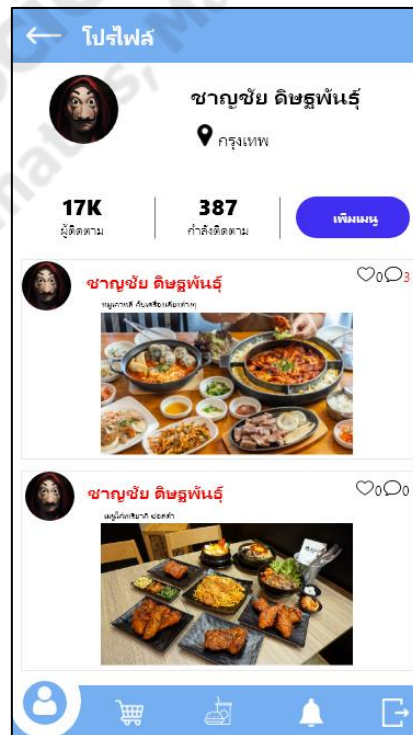 โปรไฟล์
ชาญชัย ดิษฐพันธุ์
กรุงเทพ
17K
ผู้ติดตาม
387
กำลังติดตาม
เพิ่มเมนู
ชาญชัย ดิษฐพันธุ์
0 3
ชาญชัย ดิษฐพันธุ์
0 0